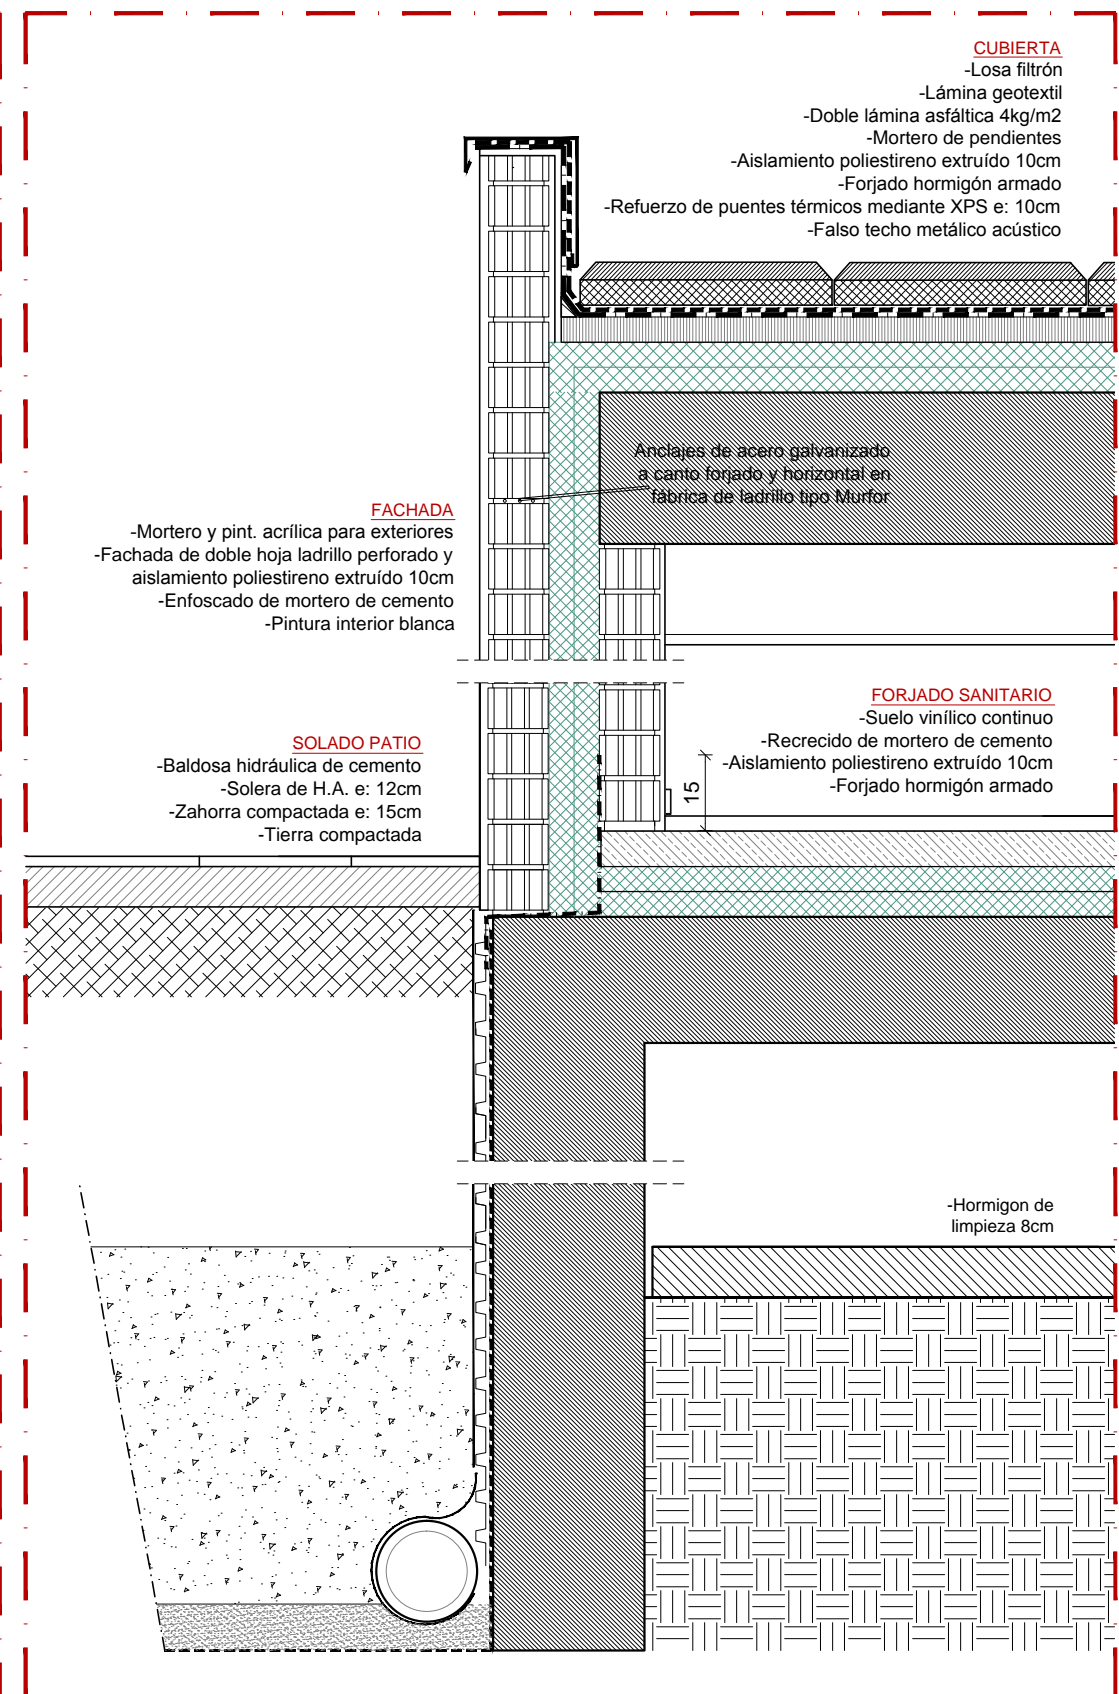 CUBIERTA
-Losa filtrón
-Lámina geotextil
-Doble lámina asfáltica 4kg/m2
-Mortero de pendientes
-Aislamiento poliestireno extruído 10cm
-Forjado hormigón armado
-Refuerzo de puentes térmicos mediante XPS e: 10cm
-Falso techo metálico acústico
Anclajes de acero galvanizado
a canto forjado y horizontal en
fábrica de ladrillo tipo Murfor
FACHADA
-Mortero y pint. acrílica para exteriores
-Fachada de doble hoja ladrillo perforado y
aislamiento poliestireno extruído 10cm
-Enfoscado de mortero de cemento
-Pintura interior blanca
FORJADO SANITARIO
-Suelo vinílico continuo
-Recrecido de mortero de cemento
-Aislamiento poliestireno extruído 10cm
-Forjado hormigón armado
15
SOLADO PATIO
-Baldosa hidráulica de cemento
-Solera de H.A. e: 12cm
-Zahorra compactada e: 15cm
-Tierra compactada
-Hormigon de
limpieza 8cm